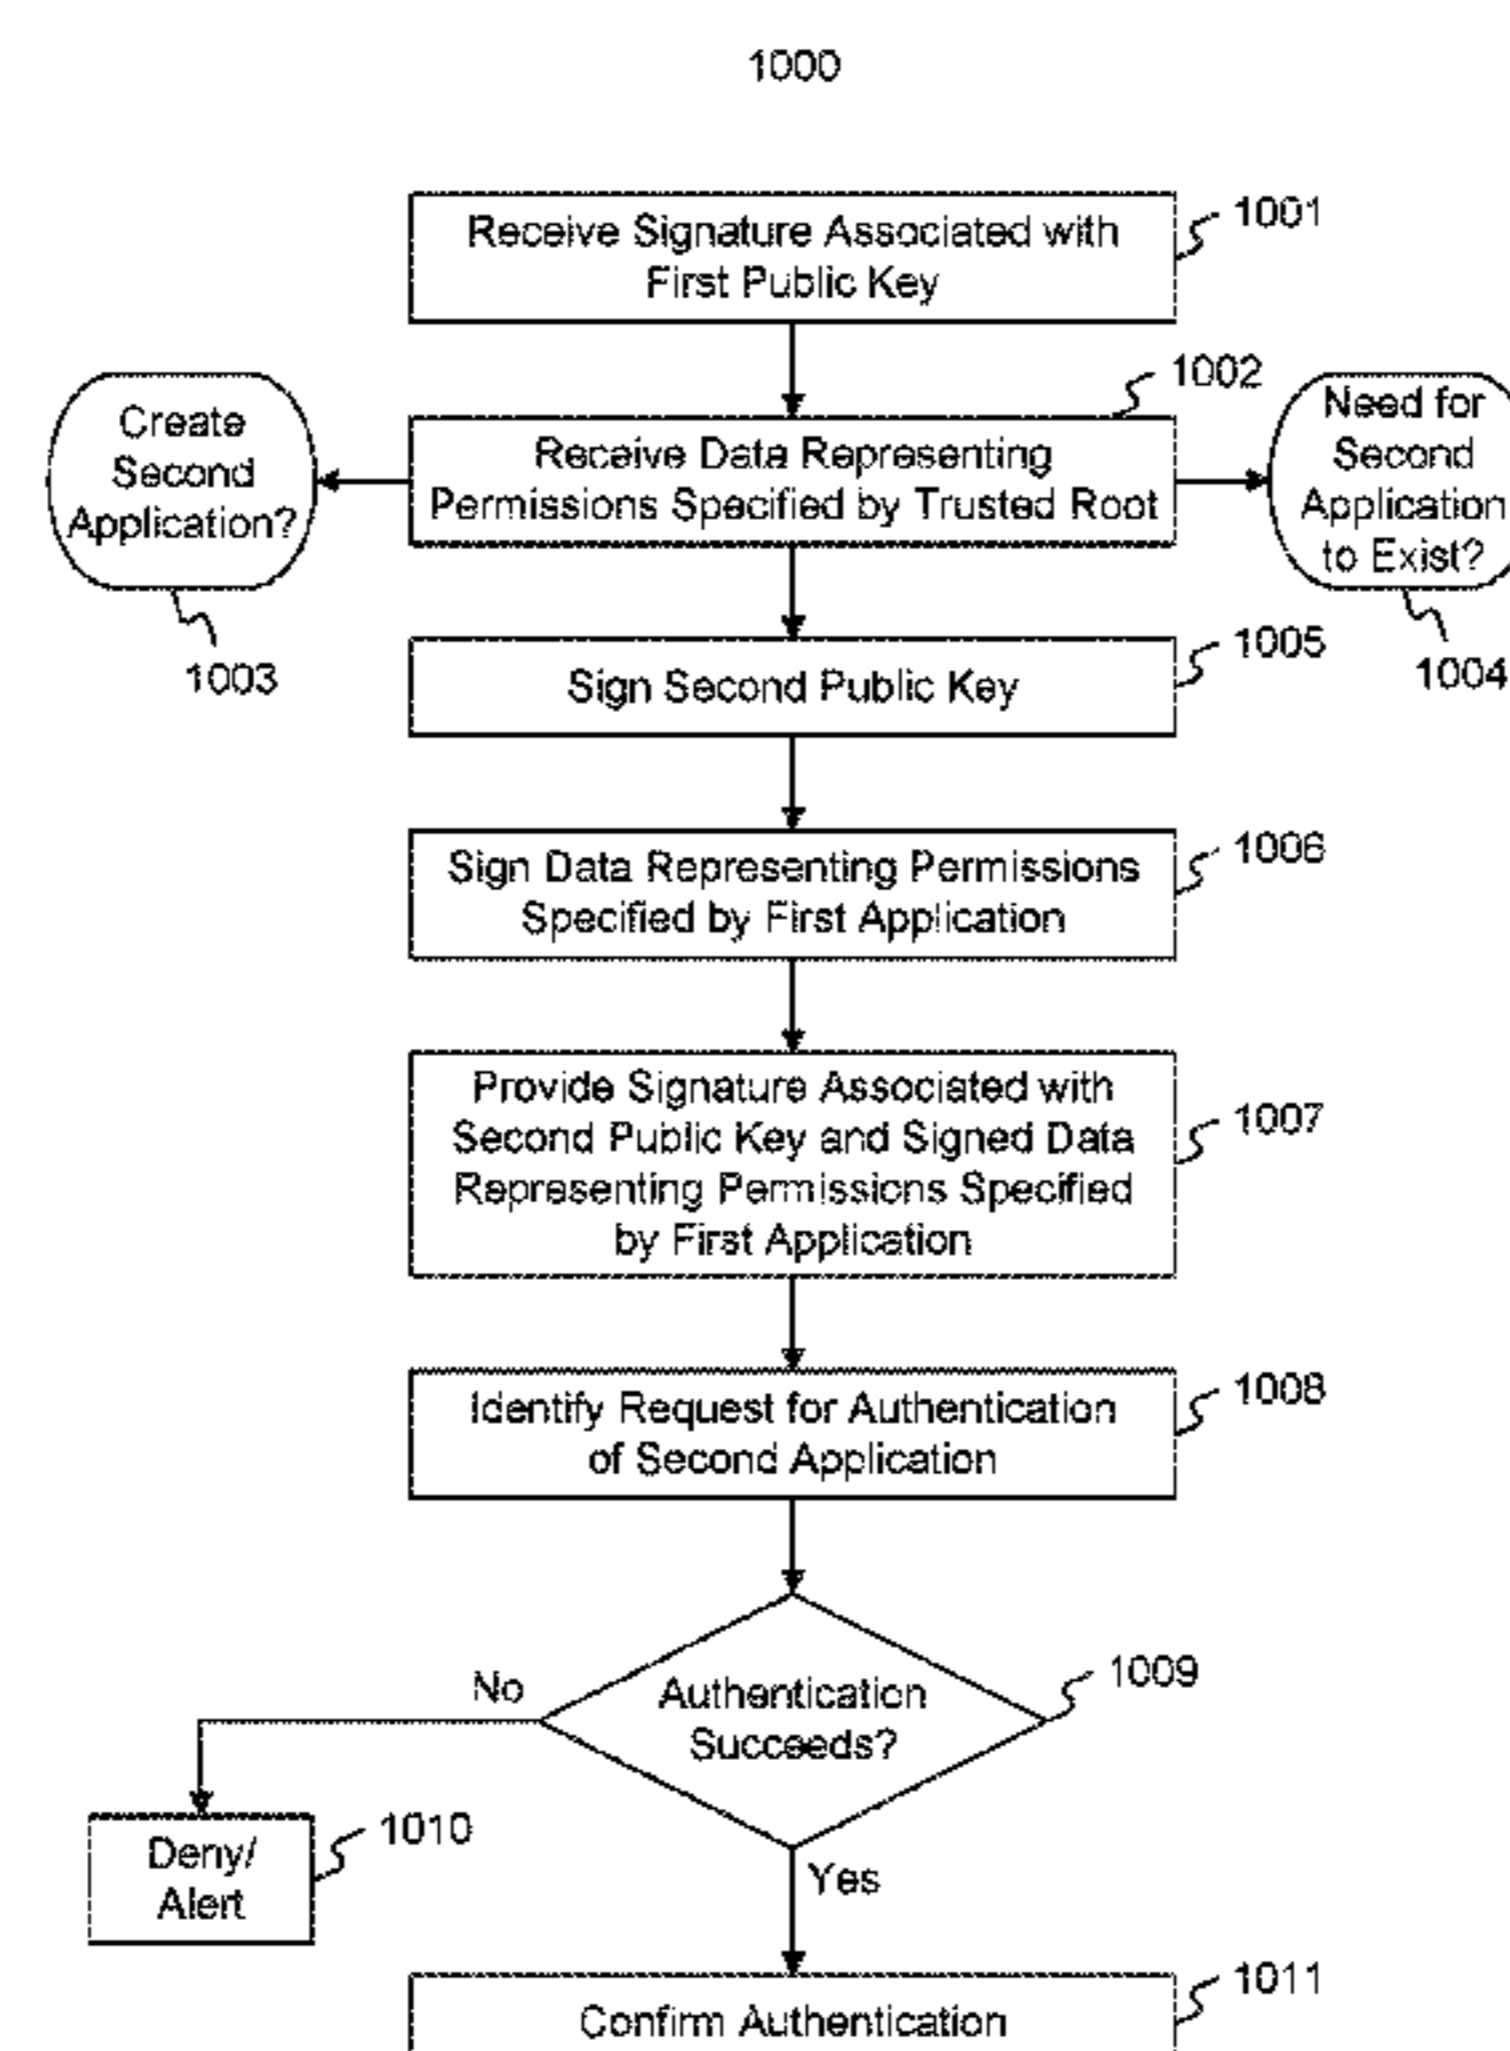 1000
Receive Signature Associated with
First Public Key
1001
1002
Create
Second
Application?
Receive Data Representing
Permissions Specified by Trusted Root
Need for
Second
Application
to Exist?
1003
1004
Sign Second Public Key
1005
Sign Data Representing Permissions
Specified by First Application
1006
Provide Signature Associated with
Second Public Key and Signed Data
Representing Permissions Specified
by First Application
1007
Identify Request for Authentication
of Second Application
1008
Authentication
Succeeds?
1009
No
Yes
Deny/
Alert
1010
Confirm Authentication
1011